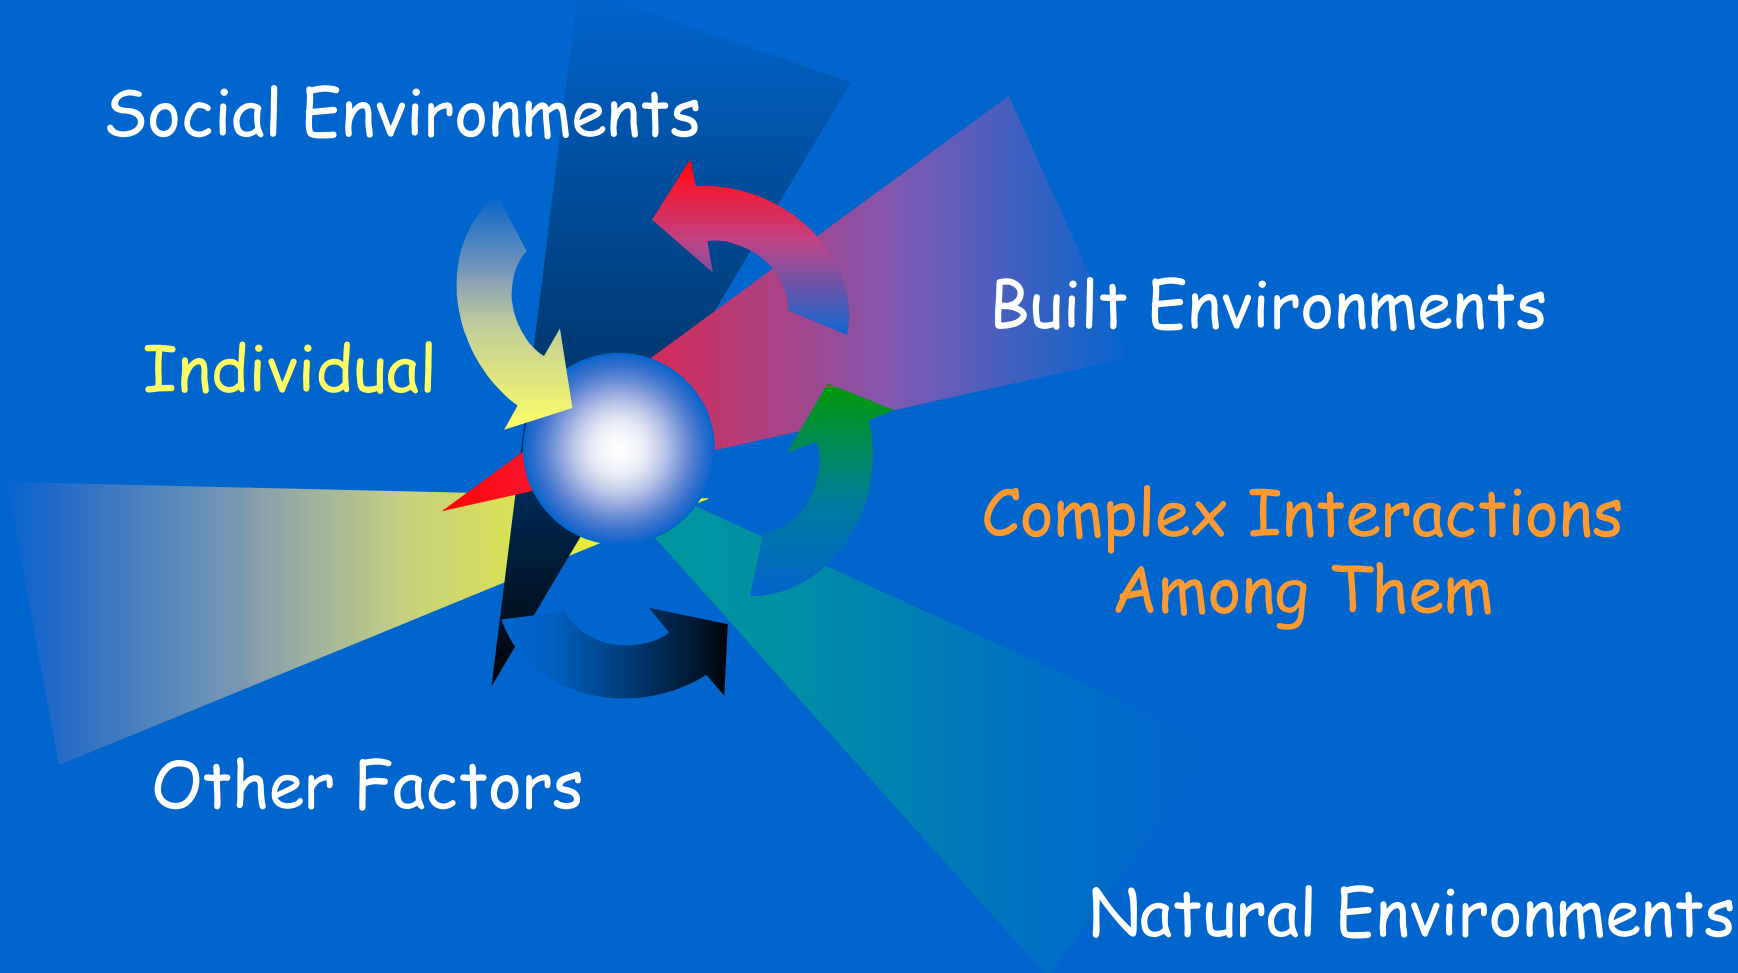 Social Environments
Built Environments
Individual
Complex Interactions
Among Them
Other Factors
Natural Environments